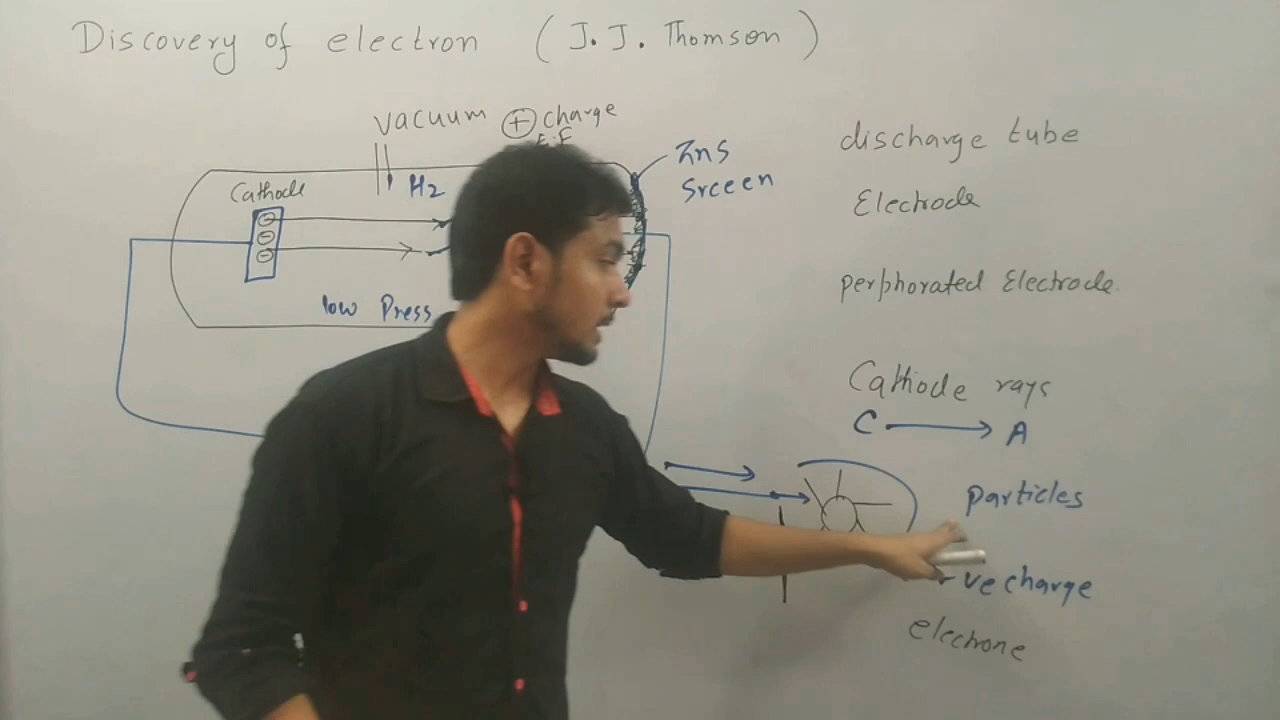 Discovery of electron (J. J. Thomson)
vacuum ⊕ charge
E.F
ZnS
Srceen
Cathode
H2
low Press
discharge tube
Electrode
perphorated Electrode.
Cathode rays
C → A
particles
-ve charge
electrone